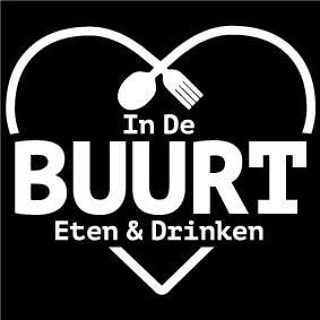 In De
BUURT
Eten & Drinken